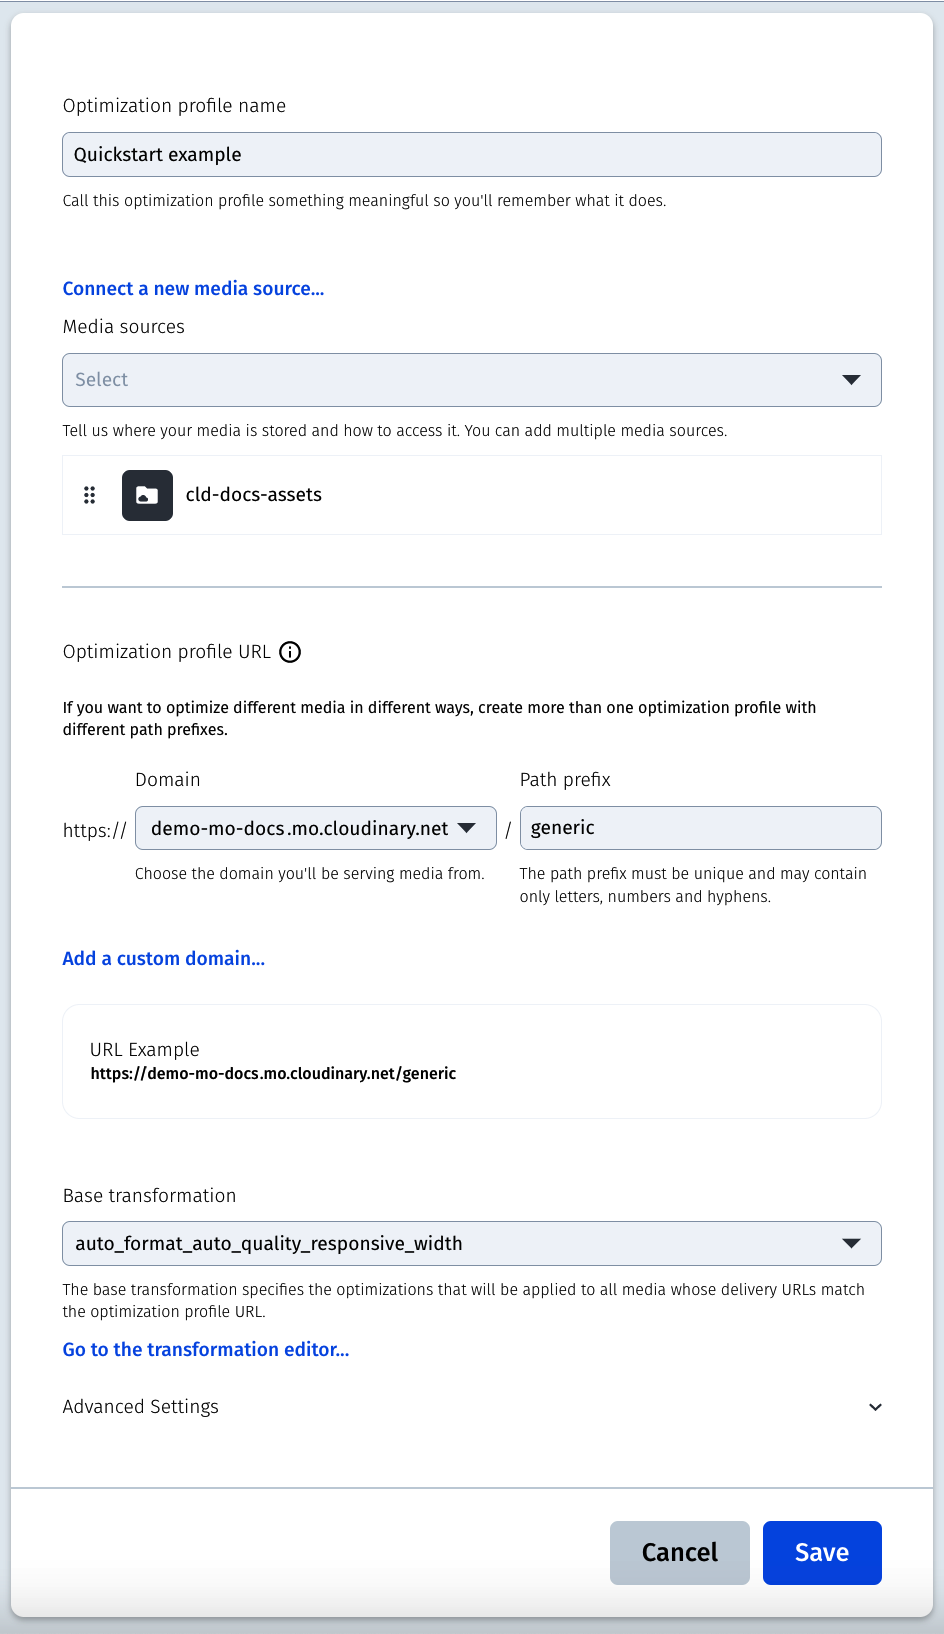 Optimization profile name
Quickstart example
Call this optimization profile something meaningful so you'll remember what it does.
Connect a new media source...
Media sources
Select
Tell us where your media is stored and how to access it. You can add multiple media sources.
cld-docs-assets
Optimization profile URL
If you want to optimize different media in different ways, create more than one optimization profile with
different path prefixes.
Domain
Path prefix
https:// demo-mo-docs.mo.cloudinary.net / generic
Choose the domain you'll be serving media from.
The path prefix must be unique and may contain
only letters, numbers and hyphens.
Add a custom domain...
URL Example
https://demo-mo-docs.mo.cloudinary.net/generic
Base transformation
auto_format_auto_quality_responsive_width
The base transformation specifies the optimizations that will be applied to all media whose delivery URLs match
the optimization profile URL.
Go to the transformation editor...
Advanced Settings
Cancel
Save